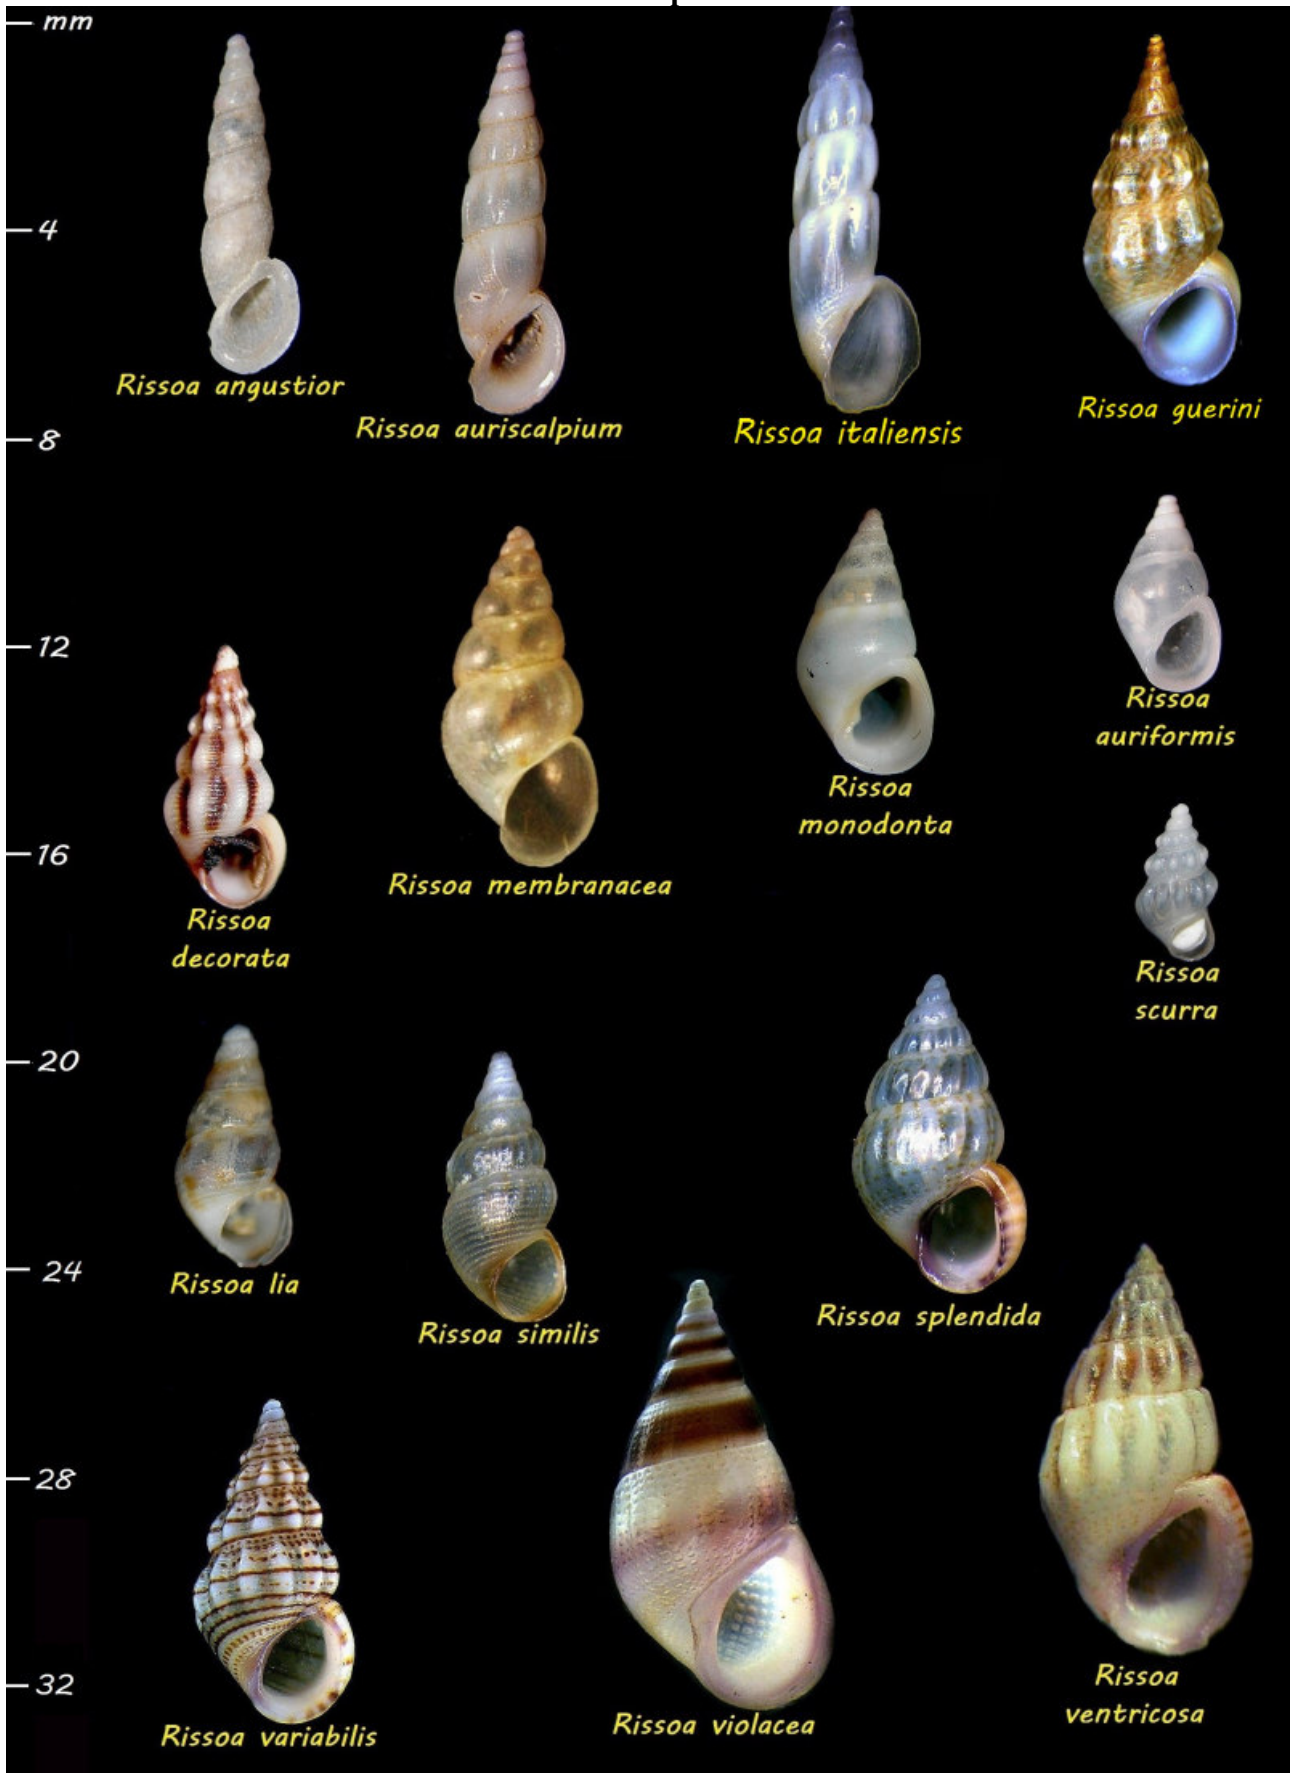 mm
4
Rissoa angustior
Rissoa auriscalpium
Rissoa italiensis
Rissoa guerini
8
12
Rissoa
auriformis
Rissoa
monodonta
16
Rissoa membranacea
Rissoa
decorata
Rissoa
scurra
20
24
Rissoa lia
Rissoa similis
Rissoa splendida
28
32
Rissoa
ventricosa
Rissoa violacea
Rissoa variabilis